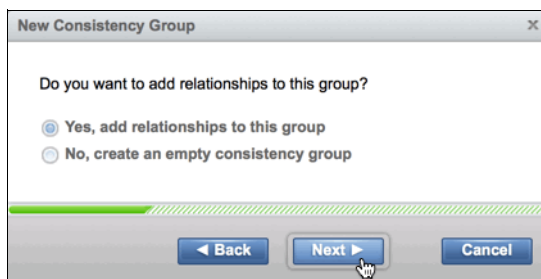 New Consistency Group x
Do you want to add relationships to this group?
Yes, add relationships to this group
No, create an empty consistency group
Back Next Cancel